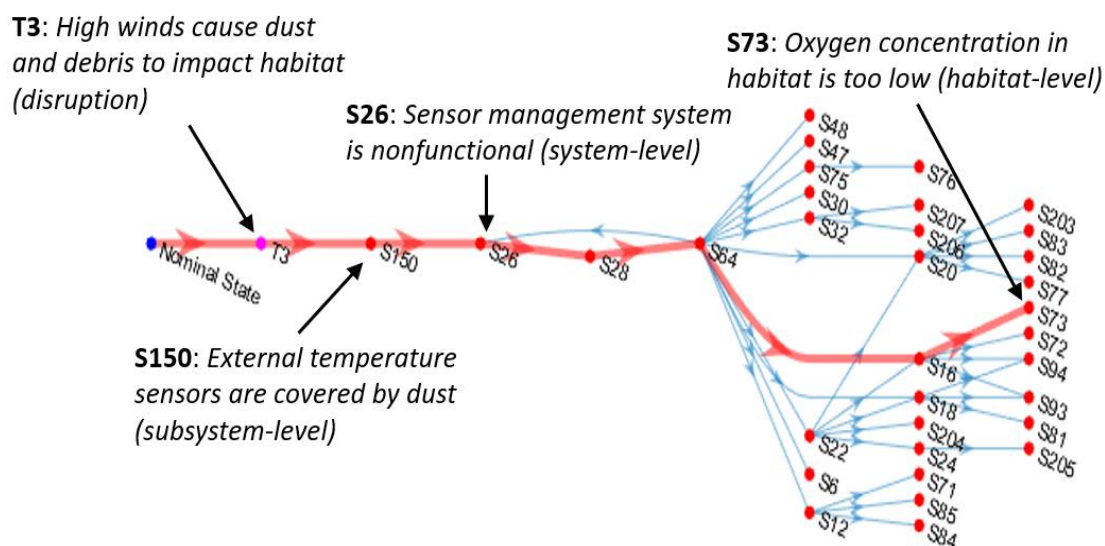 T3: High winds cause dust
and debris to impact habitat
(disruption)
S73: Oxygen concentration in
habitat is too low (habitat-level)
S26: Sensor management system
is nonfunctional (system-level)
S48
S47
S75
S76
S30
S207
S203
S32
S206
S83
Nominal State
T3
S150
S26
S28
S64
S20
S82
S77
S73
S72
S16
S94
S150: External temperature
sensors are covered by dust
(subsystem-level)
S18
S93
S22
S204
S81
S24
S205
S6
S71
S12
S85
S84